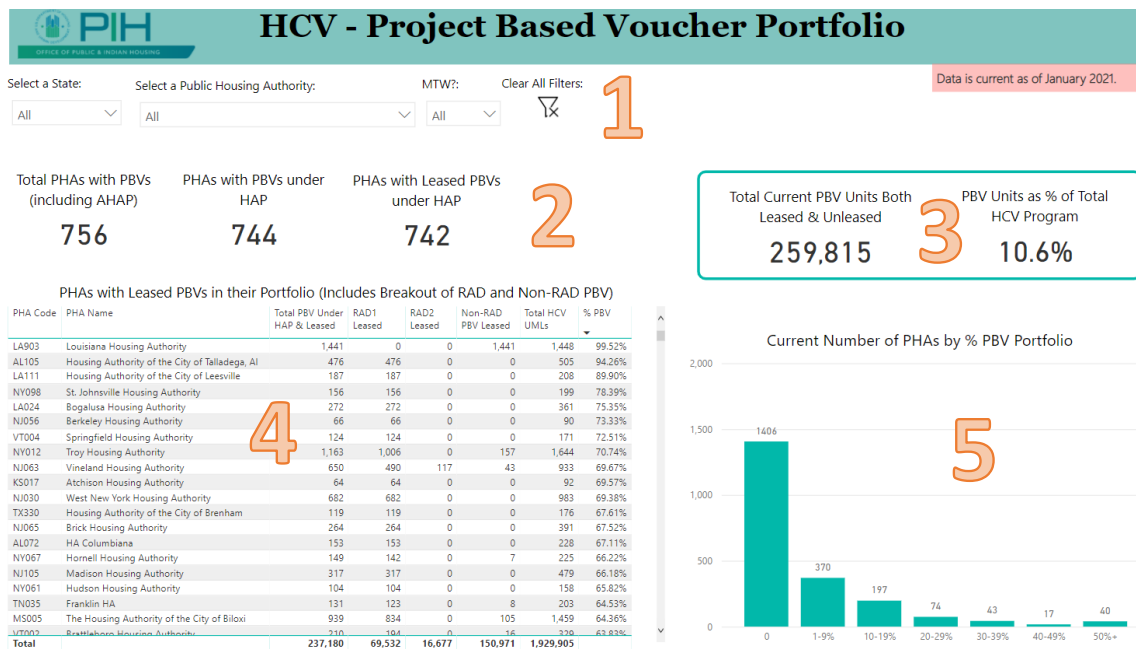 PIH
OFFICE OF PUBLIC & INDIAN HOUSING
HCV - Project Based Voucher Portfolio
Data is current as of January 2021.
Select a State:
All
Select a Public Housing Authority:
All
MTW?:
All
Clear All Filters:
1
Total PHAs with PBVs
(including AHAP)
756
PHAs with PBVs under
HAP
744
PHAs with Leased PBVs
under HAP
742
2
Total Current PBV Units Both
Leased & Unleased
259,815
3
PBV Units as % of Total
HCV Program
10.6%
PHAs with Leased PBVs in their Portfolio (Includes Breakout of RAD and Non-RAD PBV)
PHA Code PHA Name Total PBV Under HAP & Leased RAD1 Leased RAD2 Leased Non-RAD PBV Leased Total HCV UMLs % PBV
LA903 Louisiana Housing Authority 1,441 0 0 1,441 1,448 99.52%
AL105 Housing Authority of the City of Talladega, Al 476 476 0 0 505 94.26%
LA111 Housing Authority of the City of Leesville 187 187 0 0 208 89.90%
NY098 St. Johnsville Housing Authority 156 156 0 0 199 78.39%
LA024 Bogalusa Housing Authority 272 272 0 0 361 75.35%
NJ056 Berkeley Housing Authority 66 66 0 0 90 73.33%
VT004 Springfield Housing Authority 124 124 0 0 171 72.51%
NY012 Troy Housing Authority 1,163 1,006 0 157 1,644 70.74%
NJ063 Vineland Housing Authority 650 490 117 43 933 69.67%
KS017 Atchison Housing Authority 64 64 0 0 92 69.57%
NJ030 West New York Housing Authority 682 682 0 0 983 69.38%
TX330 Housing Authority of the City of Brenham 119 119 0 0 176 67.61%
NJ065 Brick Housing Authority 264 264 0 0 391 67.52%
AL072 HA Columbiana 153 153 0 0 228 67.11%
NY067 Hornell Housing Authority 149 142 0 7 225 66.22%
NJ105 Madison Housing Authority 317 317 0 0 479 66.18%
NY061 Hudson Housing Authority 104 104 0 0 158 65.82%
TN035 Franklin HA 131 123 0 8 203 64.53%
MS005 The Housing Authority of the City of Biloxi 939 834 0 105 1,459 64.36%
VT002 Brattleboro Housing Authority 210 194 0 16 329 63.83%
Total 237,180 69,532 16,677 150,971 1,929,905
4
Current Number of PHAs by % PBV Portfolio
2,000
1,500
1,000
500
0
1406
370
197
74
43
17
40
0 1-9% 10-19% 20-29% 30-39% 40-49% 50%+
5